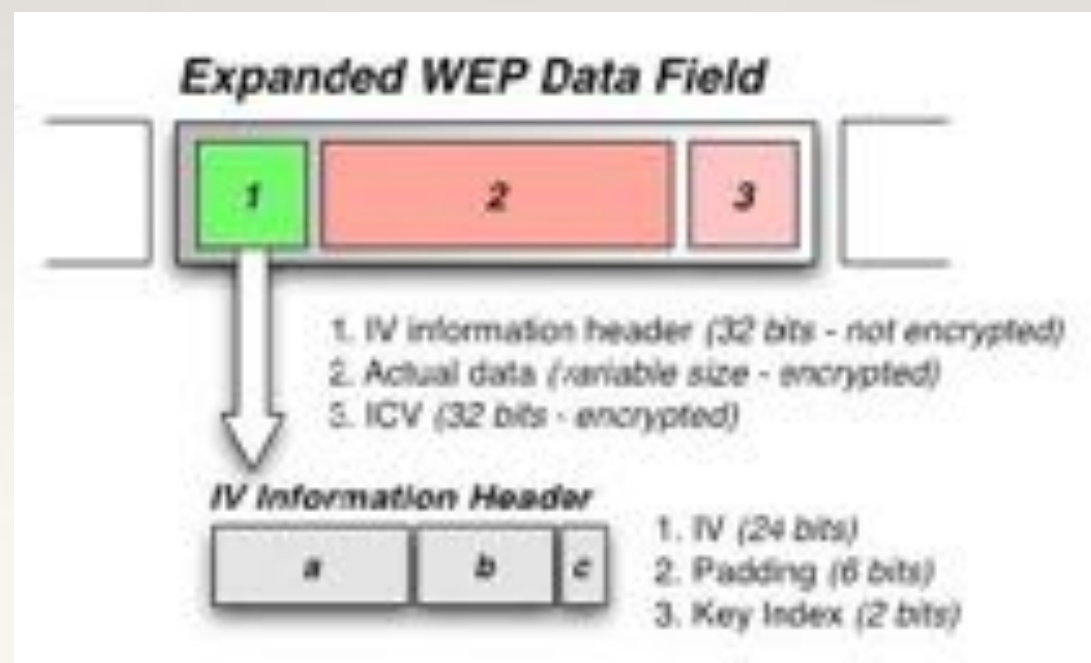 Expanded WEP Data Field
1
2
3
1. IV information header (32 bits - not encrypted)
2. Actual data (variable size - encrypted)
3. ICV (32 bits - encrypted)
IV Information Header
a
b
c
1. IV (24 bits)
2. Padding (6 bits)
3. Key Index (2 bits)